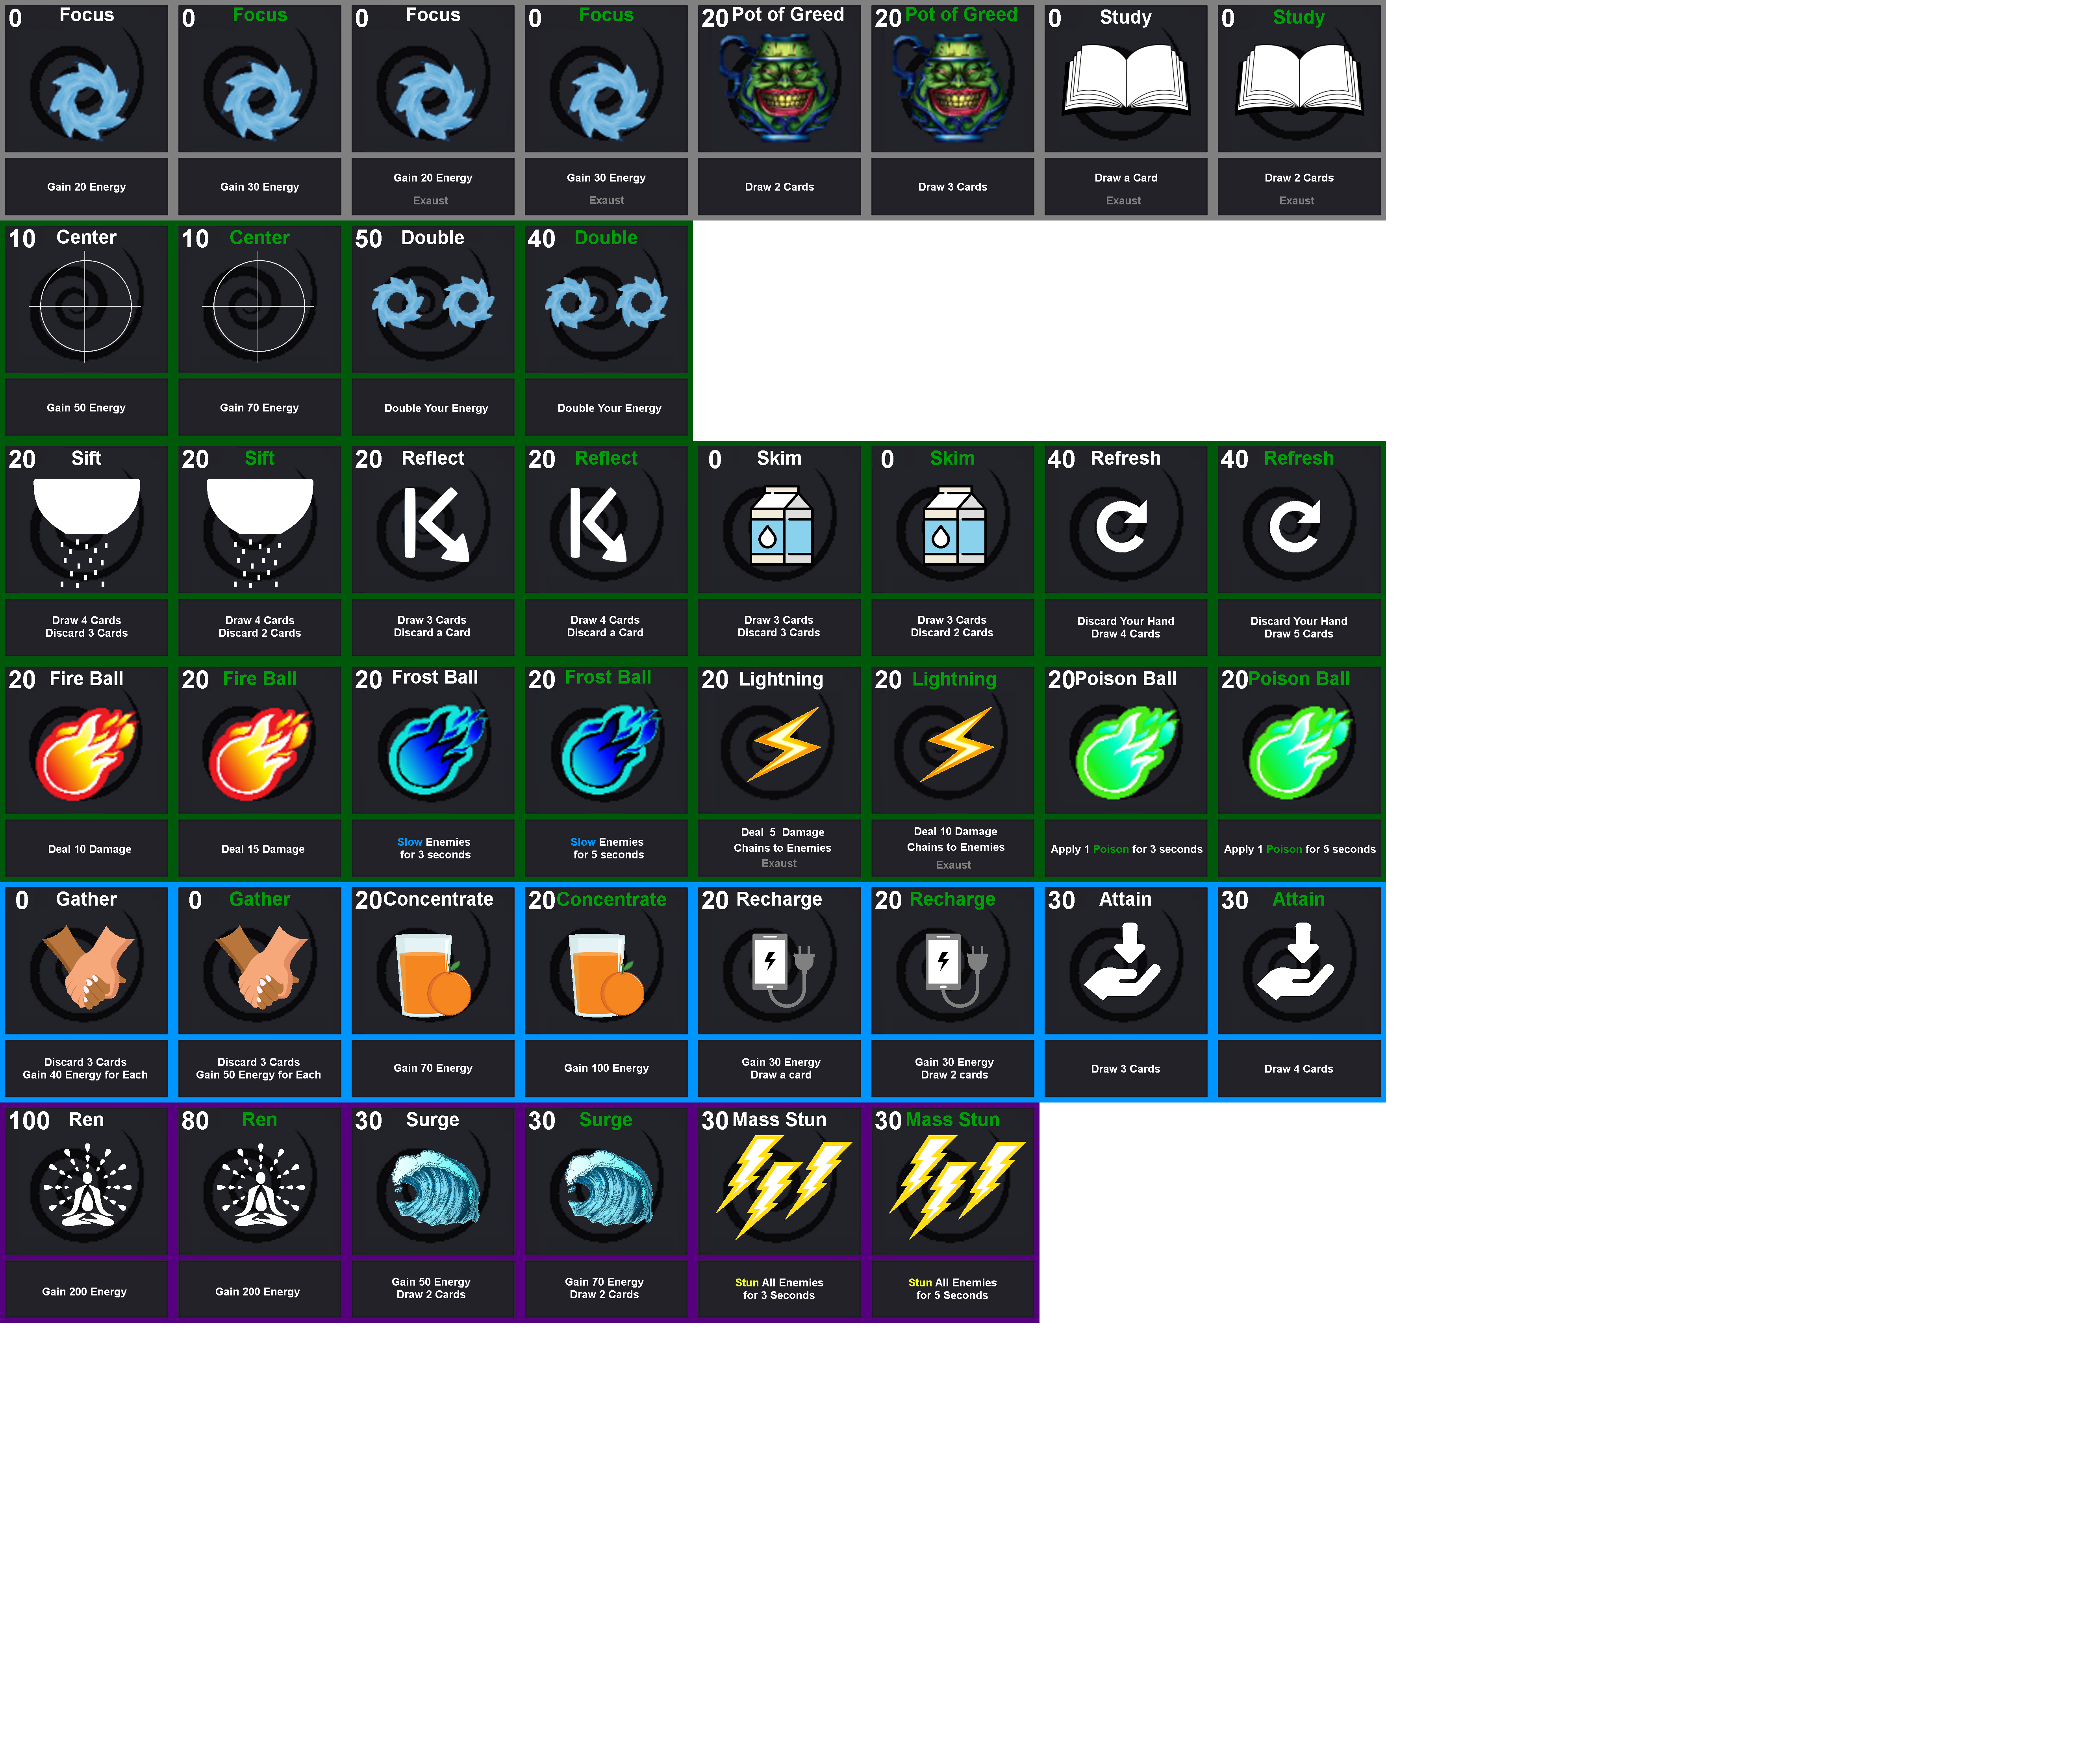 0 Focus
0 Focus
0 Focus
0 Focus
20 Pot of Greed
20 Pot of Greed
0 Study
0 Study
Gain 20 Energy
Gain 30 Energy
Gain 20 Energy
Exaust
Gain 30 Energy
Exaust
Draw 2 Cards
Draw 3 Cards
Draw a Card
Exaust
Draw 2 Cards
Exaust
10 Center
10 Center
50 Double
40 Double
Gain 50 Energy
Gain 70 Energy
Double Your Energy
Double Your Energy
20 Sift
20 Sift
20 Reflect
20 Reflect
0 Skim
0 Skim
40 Refresh
40 Refresh
Draw 4 Cards
Discard 3 Cards
Draw 4 Cards
Discard 2 Cards
Draw 3 Cards
Discard a Card
Draw 4 Cards
Discard a Card
Draw 3 Cards
Discard 3 Cards
Draw 3 Cards
Discard 2 Cards
Discard Your Hand
Draw 4 Cards
Discard Your Hand
Draw 5 Cards
20 Fire Ball
20 Fire Ball
20 Frost Ball
20 Frost Ball
20 Lightning
20 Lightning
20 Poison Ball
20 Poison Ball
Deal 10 Damage
Deal 15 Damage
Slow Enemies
for 3 seconds
Slow Enemies
for 5 seconds
Deal 5 Damage
Chains to Enemies
Exaust
Deal 10 Damage
Chains to Enemies
Exaust
Apply 1 Poison for 3 seconds
Apply 1 Poison for 5 seconds
0 Gather
0 Gather
20 Concentrate
20 Concentrate
20 Recharge
20 Recharge
30 Attain
30 Attain
Discard 3 Cards
Gain 40 Energy for Each
Discard 3 Cards
Gain 50 Energy for Each
Gain 70 Energy
Gain 100 Energy
Gain 30 Energy
Draw a card
Gain 30 Energy
Draw 2 cards
Draw 3 Cards
Draw 4 Cards
100 Ren
80 Ren
30 Surge
30 Surge
30 Mass Stun
30 Mass Stun
Gain 200 Energy
Gain 200 Energy
Gain 50 Energy
Draw 2 Cards
Gain 70 Energy
Draw 2 Cards
Stun All Enemies
for 3 Seconds
Stun All Enemies
for 5 Seconds